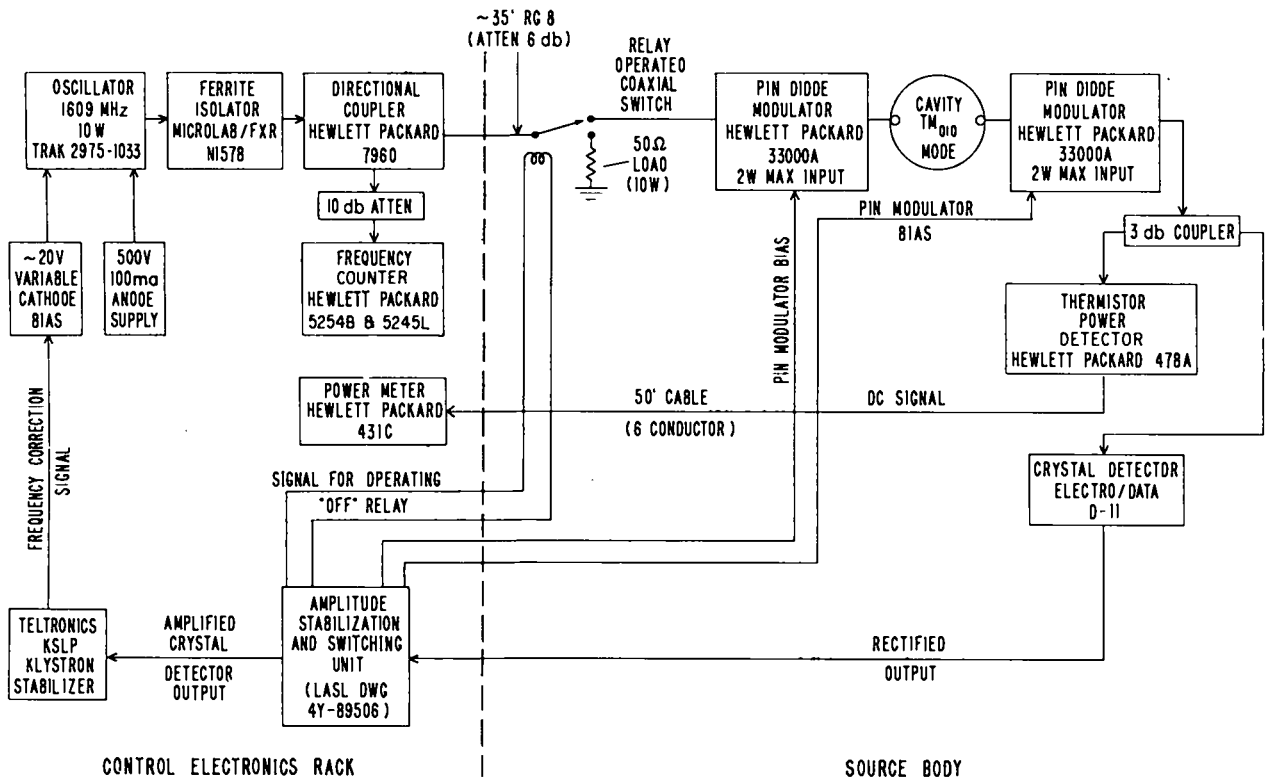 ~35' RG 8
(ATTEN 6 db)
OSCILLATOR
1609 MHz
10 W
TRAK 2975-1033
FERRITE
ISOLATOR
MICROLAB/FXR
N1578
DIRECTIONAL
COUPLER
HEWLETT PACKARD
7960
RELAY
OPERATED
COAXIAL
SWITCH
50Ω
LOAD
(10W)
PIN DIODE
MODULATOR
HEWLETT PACKARD
33000A
2W MAX INPUT
CAVITY
TM010
MODE
PIN DIODE
MODULATOR
HEWLETT PACKARD
33000A
2W MAX INPUT
10 db ATTEN
~20V
VARIABLE
CATHODE
BIAS
500V
100ma
ANODE
SUPPLY
FREQUENCY
COUNTER
HEWLETT PACKARD
5254B & 5245L
PIN MODULATOR
BIAS
PIN MODULATOR BIAS
3 db COUPLER
THERMISTOR
POWER
DETECTOR
HEWLETT PACKARD 478A
POWER METER
HEWLETT PACKARD
431C
50' CABLE
(6 CONDUCTOR)
DC SIGNAL
FREQUENCY CORRECTION
SIGNAL
SIGNAL FOR OPERATING
"OFF" RELAY
CRYSTAL DETECTOR
ELECTRO/DATA
D-11
TELTRONICS
KSLP
KLYSTRON
STABILIZER
AMPLIFIED
CRYSTAL
DETECTOR
OUTPUT
AMPLITUDE
STABILIZATION
AND SWITCHING
UNIT
(LASL DWG
4Y-89506)
RECTIFIED
OUTPUT
CONTROL ELECTRONICS RACK
SOURCE BODY